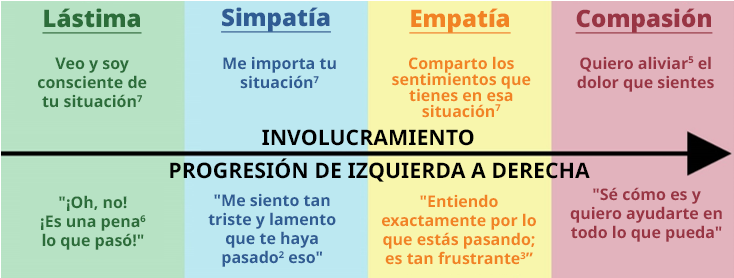 Lástima
Veo y soy
consciente de
tu situación⁷
Simpatía
Me importa tu
situación⁷
Empatía
Comparto los
sentimientos que
tienes en esa
situación⁷
Compasión
Quiero aliviar⁵ el
dolor que sientes
INVOLUCRAMIENTO
PROGRESIÓN DE IZQUIERDA A DERECHA
"¡Oh, no!
¡Es una pena⁶
lo que pasó!"
"Me siento tan
triste y lamento
que te haya
pasado² eso"
"Entiendo
exactamente por lo
que estás pasando;
es tan frustrante³”
"Sé cómo es y
quiero ayudarte en
todo lo que pueda"